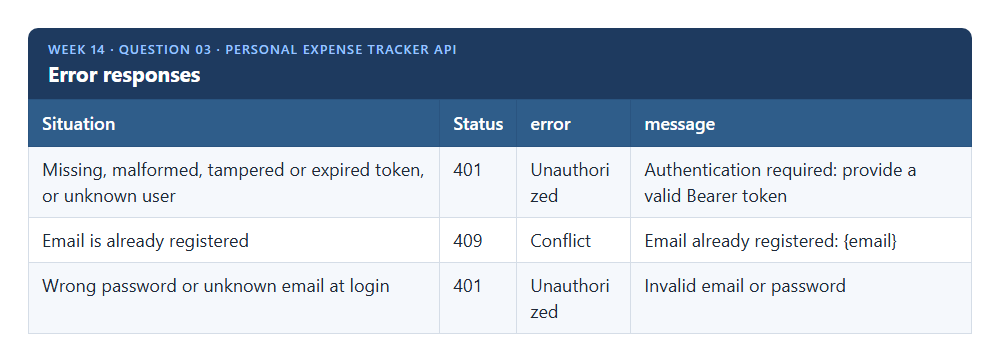 WEEK 14 · QUESTION 03 · PERSONAL EXPENSE TRACKER API
Error responses
Situation Status error message
Missing, malformed, tampered or expired token, 401 Unauthori Authentication required: provide a
or unknown user zed valid Bearer token
Email is already registered 409 Conflict Email already registered: {email}
Wrong password or unknown email at login 401 Unauthori Invalid email or password
zed